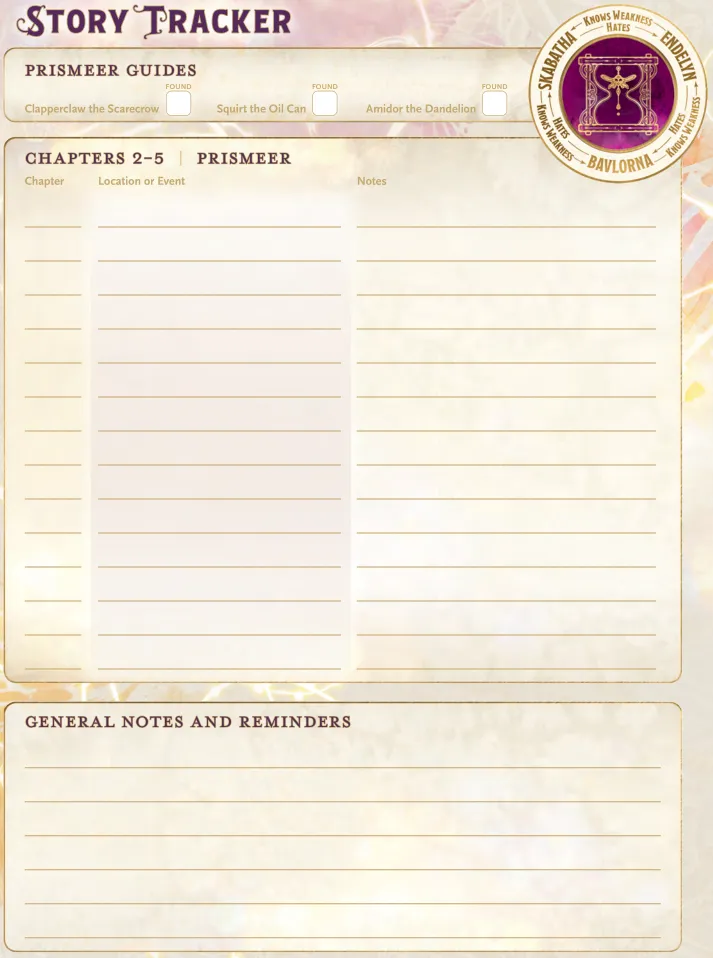 STORY TRACKER
PRISMEER GUIDES
Clapperclaw the Scarecrow FOUND Squirt the Oil Can FOUND Amidor the Dandelion FOUND
SKABATHA
KNOWS WEAKNESS
HATES
ENDELYN
HATES
KNOWS WEAKNESS
BAVLORNA
HATES
KNOWS WEAKNESS
CHAPTERS 2–5 | PRISMEER
Chapter Location or Event Notes
GENERAL NOTES AND REMINDERS